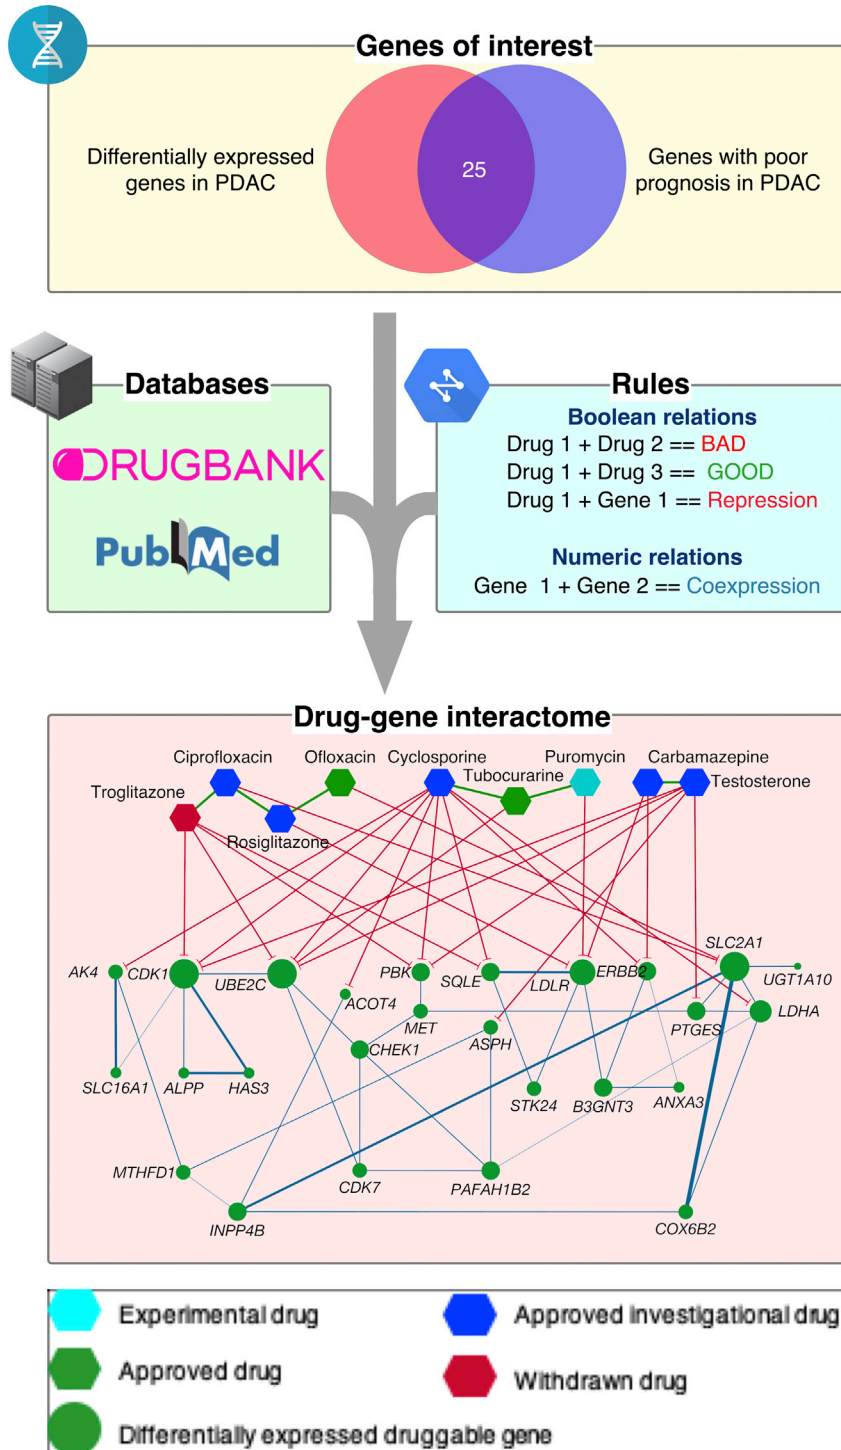 Genes of interest
Differentially expressed
genes in PDAC
25
Genes with poor
prognosis in PDAC
Databases
DRUGBANK
PubMed
Rules
Boolean relations
Drug 1 + Drug 2 == BAD
Drug 1 + Drug 3 == GOOD
Drug 1 + Gene 1 == Repression
Numeric relations
Gene 1 + Gene 2 == Coexpression
Drug-gene interactome
Ciprofloxacin
Ofloxacin
Cyclosporine
Puromycin
Carbamazepine
Tubocurarine
Testosterone
Troglitazone
Rosiglitazone
SLC2A1
AK4
CDK1
UBE2C
PBK
SQLE
LDLR
ERBB2
UGT1A10
ACOT4
MET
ASPH
PTGES
LDHA
CHEK1
SLC16A1
ALPP
HAS3
STK24
B3GNT3
ANXA3
MTHFD1
CDK7
PAFAH1B2
INPP4B
COX6B2
Experimental drug
Approved investigational drug
Approved drug
Withdrawn drug
Differentially expressed druggable gene